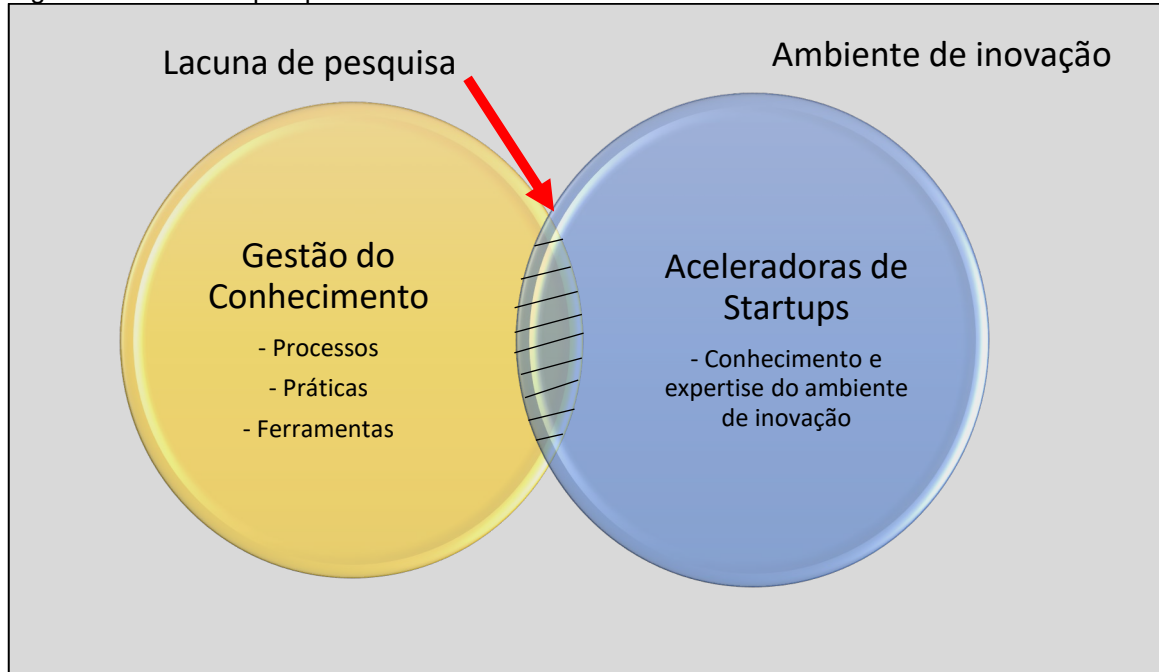 Lacuna de pesquisa
Ambiente de inovação
Gestão do
Conhecimento
- Processos
- Práticas
- Ferramentas
Aceleradoras de
Startups
- Conhecimento e
expertise do ambiente
de inovação